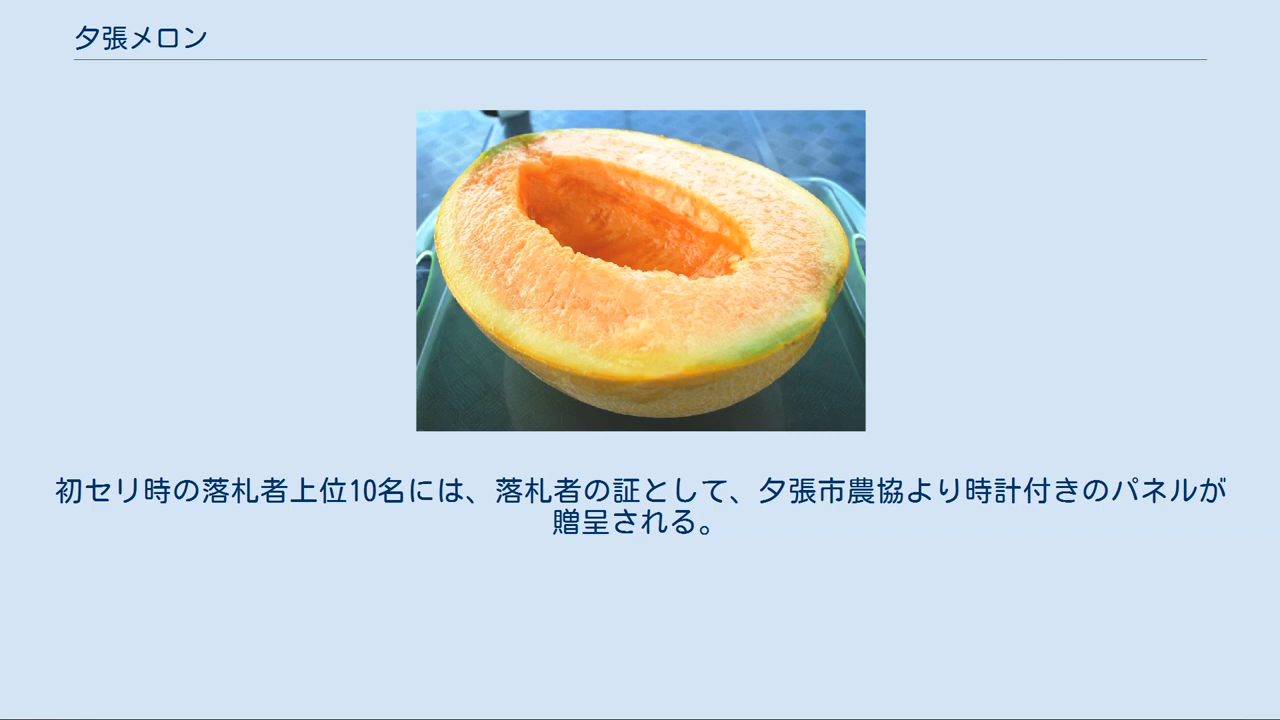 夕張メロン
初セリ時の落札者上位10名には、落札者の証として、夕張市農協より時計付きのパネルが
贈呈される。